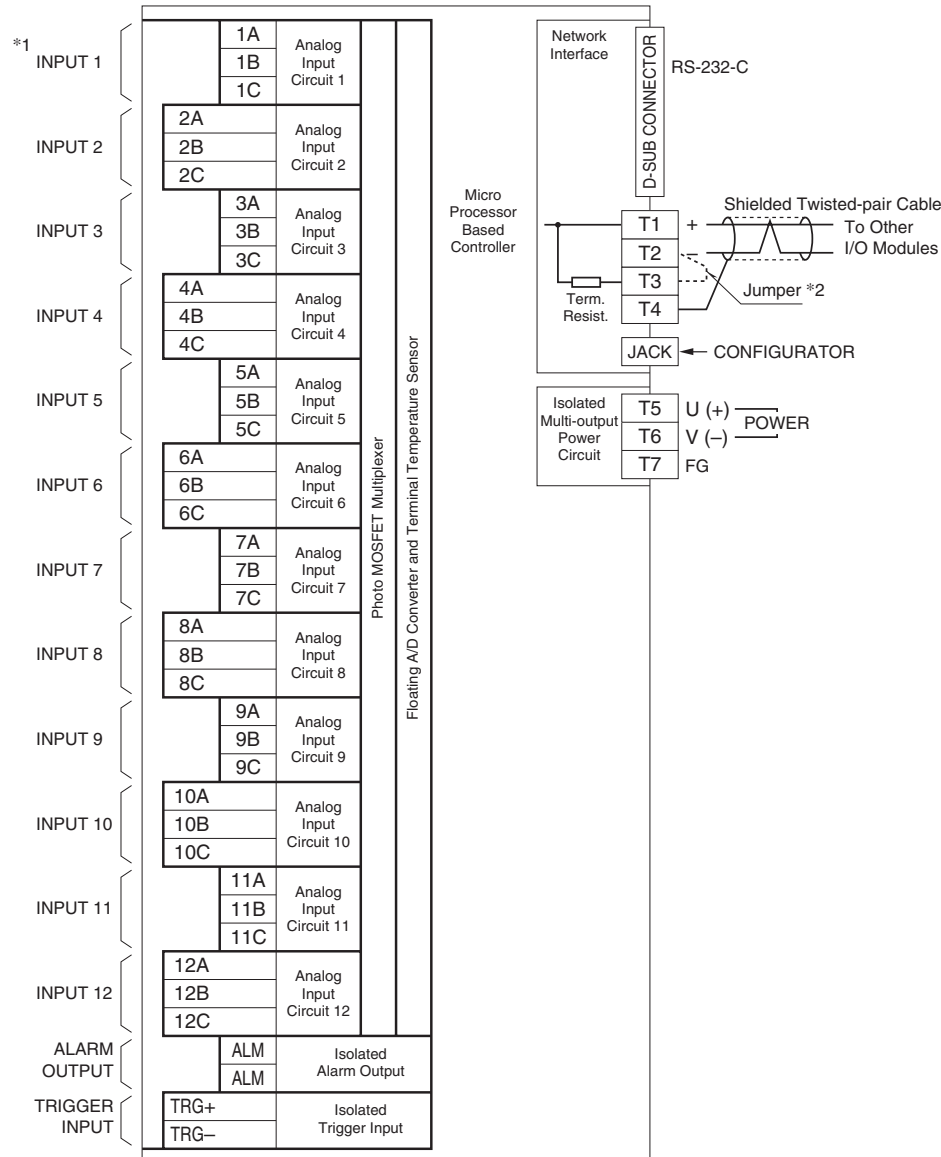 *1
INPUT 1
1A
1B
1C
Analog
Input
Circuit 1
INPUT 2
2A
2B
2C
Analog
Input
Circuit 2
INPUT 3
3A
3B
3C
Analog
Input
Circuit 3
INPUT 4
4A
4B
4C
Analog
Input
Circuit 4
INPUT 5
5A
5B
5C
Analog
Input
Circuit 5
INPUT 6
6A
6B
6C
Analog
Input
Circuit 6
INPUT 7
7A
7B
7C
Analog
Input
Circuit 7
INPUT 8
8A
8B
8C
Analog
Input
Circuit 8
INPUT 9
9A
9B
9C
Analog
Input
Circuit 9
INPUT 10
10A
10B
10C
Analog
Input
Circuit 10
INPUT 11
11A
11B
11C
Analog
Input
Circuit 11
INPUT 12
12A
12B
12C
Analog
Input
Circuit 12
ALARM
OUTPUT
ALM
ALM
Isolated
Alarm Output
TRIGGER
INPUT
TRG+
TRG–
Isolated
Trigger Input
Photo MOSFET Multiplexer
Floating A/D Converter and Terminal Temperature Sensor
Micro
Processor
Based
Controller
Network
Interface
D-SUB CONNECTOR
RS-232-C
T1
+
T2
–
T3
T4
Term.
Resist.
Shielded Twisted-pair Cable
To Other
I/O Modules
Jumper *2
JACK
CONFIGURATOR
Isolated
Multi-output
Power
Circuit
T5
U (+)
T6
V (–)
POWER
T7
FG